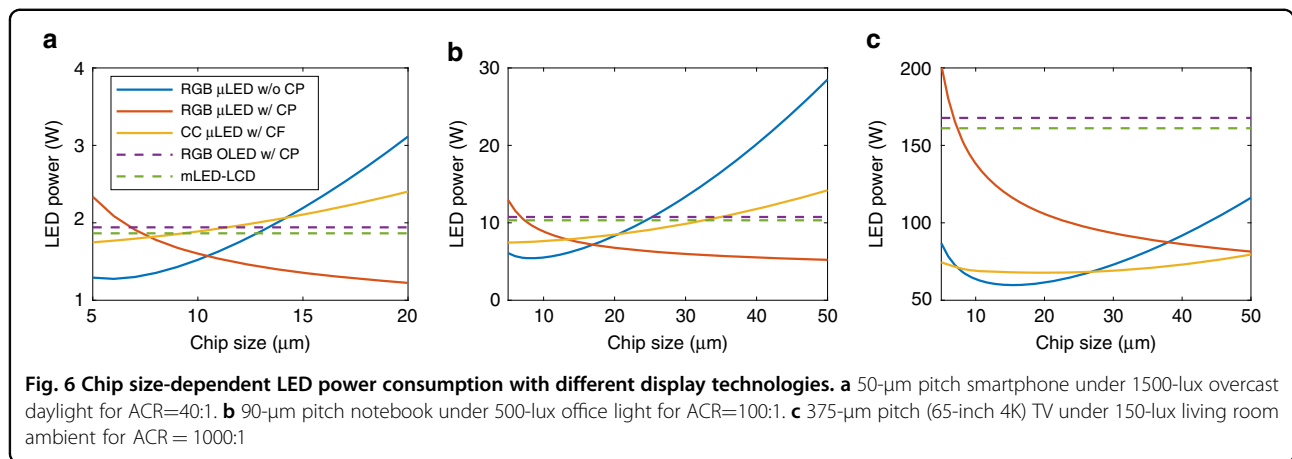 a
4
3
2
1
LED power (W)
RGB μLED w/o CP
RGB μLED w/ CP
CC μLED w/ CF
RGB OLED w/ CP
mLED-LCD
5
10
15
20
Chip size (μm)
b
30
20
10
0
LED power (W)
10
20
30
40
50
Chip size (μm)
c
200
150
100
50
LED power (W)
10
20
30
40
50
Chip size (μm)
Fig. 6 Chip size-dependent LED power consumption with different display technologies. a 50-μm pitch smartphone under 1500-lux overcast
daylight for ACR=40:1. b 90-μm pitch notebook under 500-lux office light for ACR=100:1. c 375-μm pitch (65-inch 4K) TV under 150-lux living room
ambient for ACR = 1000:1